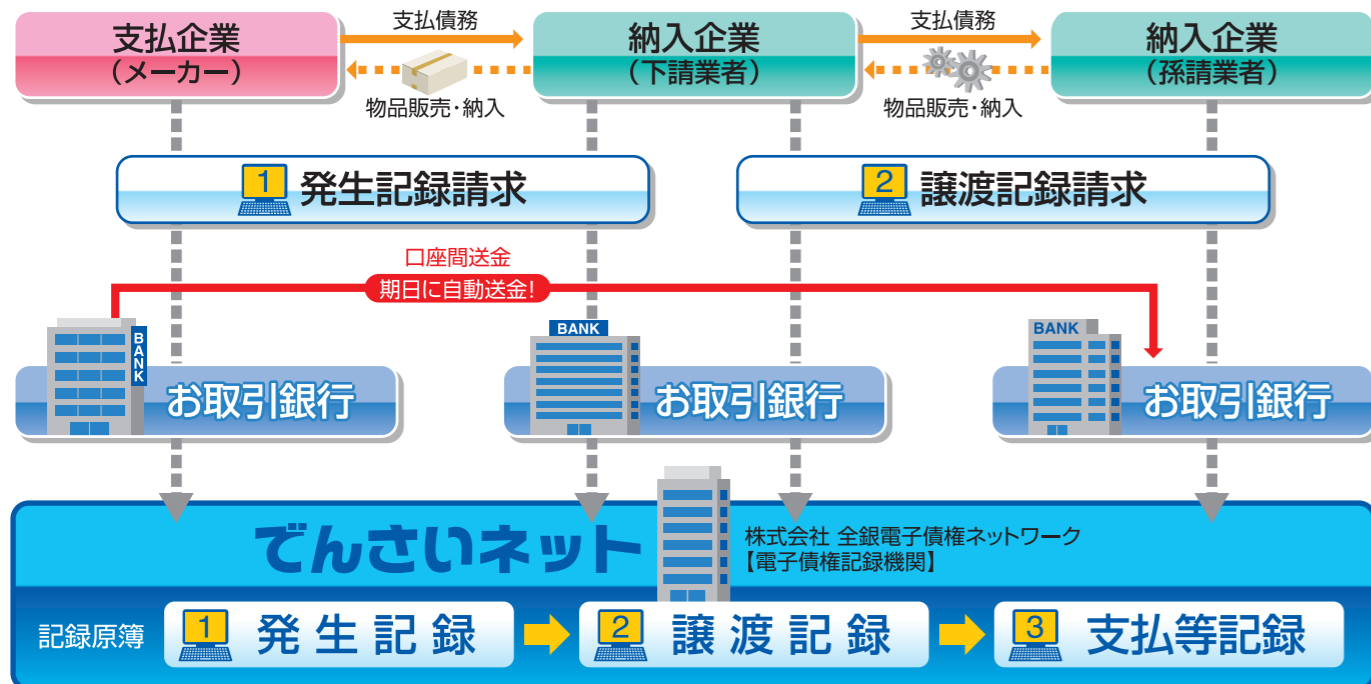 支払企業
(メーカー)
支払債務
物品販売・納入
納入企業
(下請業者)
支払債務
物品販売・納入
納入企業
(孫請業者)
1 発生記録請求
2 譲渡記録請求
口座間送金
期日に自動送金!
BANK
お取引銀行
BANK
お取引銀行
BANK
お取引銀行
でんさいネット
株式会社 全銀電子債権ネットワーク
【電子債権記録機関】
記録原簿
1 発生記録
2 譲渡記録
3 支払等記録